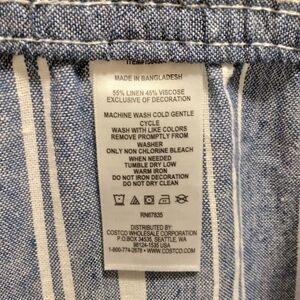 ITEM
MADE IN BANGLADESH
55% LINEN 45% VISCOSE
EXCLUSIVE OF DECORATION
MACHINE WASH COLD GENTLE
CYCLE
WASH WITH LIKE COLORS
REMOVE PROMPTLY FROM
WASHER
ONLY NON CHLORINE BLEACH
WHEN NEEDED
TUMBLE DRY LOW
WARM IRON
DO NOT IRON DECORATION
DO NOT DRY CLEAN
RN67835
DISTRIBUTED BY:
COSTCO WHOLESALE CORPORATION
P.O.BOX 34535, SEATTLE, WA
98124-1535 USA
1-800-774-2678 • WWW.COSTCO.COM